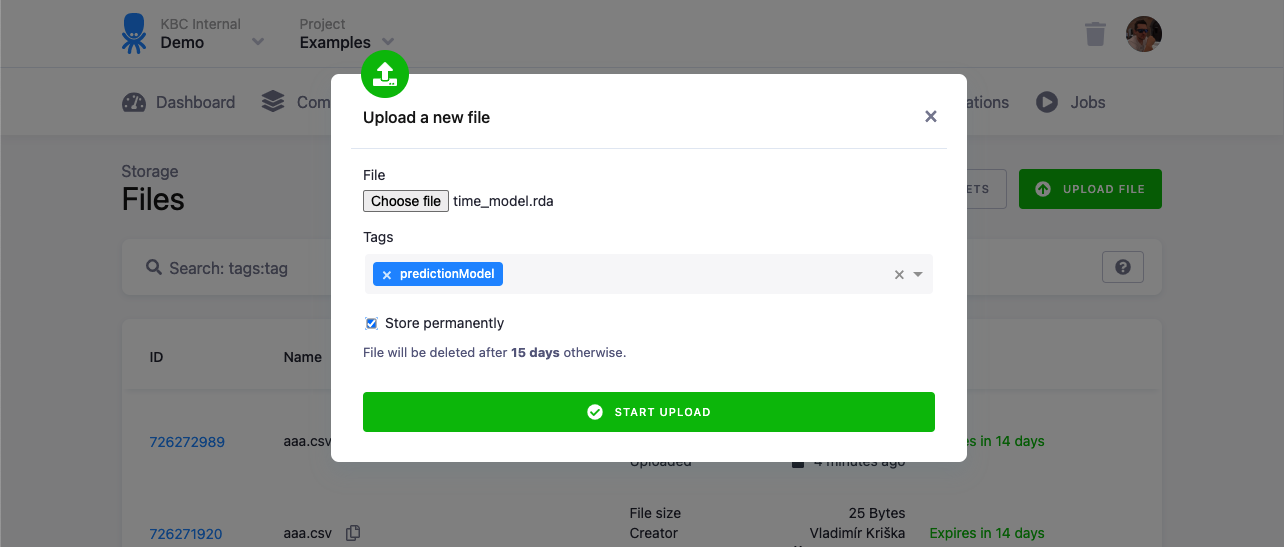 KBC Internal
Demo
Project
Examples
Dashboard
Com
ations
Jobs
Upload a new file
Storage
Files
ETS
UPLOAD FILE
File
Choose file time_model.rda
Tags
Search: tags:tag
× predictionModel
Store permanently
File will be deleted after 15 days otherwise.
ID
Name
START UPLOAD
726272989
aaa.csv
es in 14 days
Uploaded
4 minutes ago
File size
25 Bytes
726271920
aaa.csv
Creator
Vladimír Kriška
Expires in 14 days